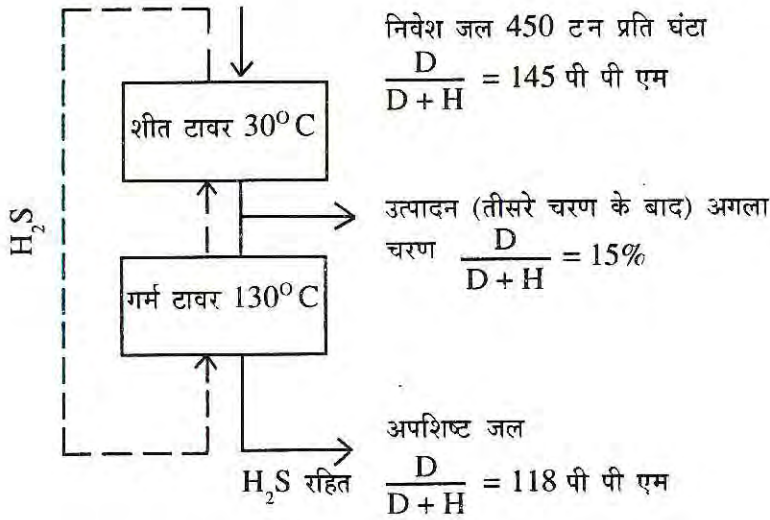 निवेश जल 450 टन प्रति घंटा
D
D + H = 145 पी पी एम
शीत टावर 30° C
H₂S
उत्पादन (तीसरे चरण के बाद) अगला
चरण D
D + H = 15%
गर्म टावर 130° C
अपशिष्ट जल
H₂S रहित D
D + H = 118 पी पी एम